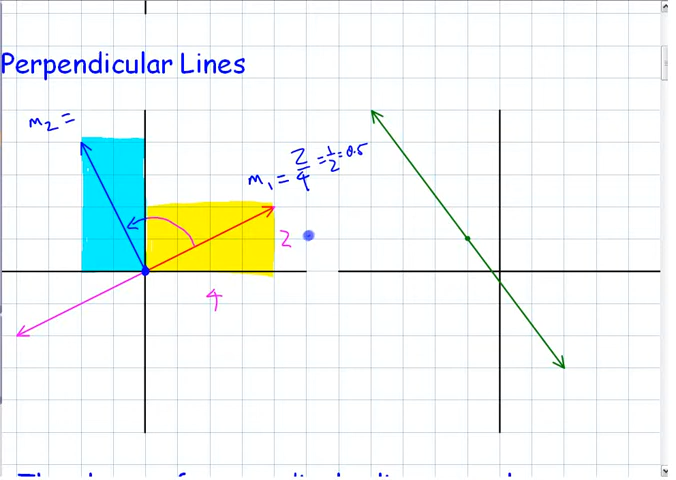 Perpendicular Lines
m₂ =
m₁ = 2/4 = 1/2 = 0.5
2
4